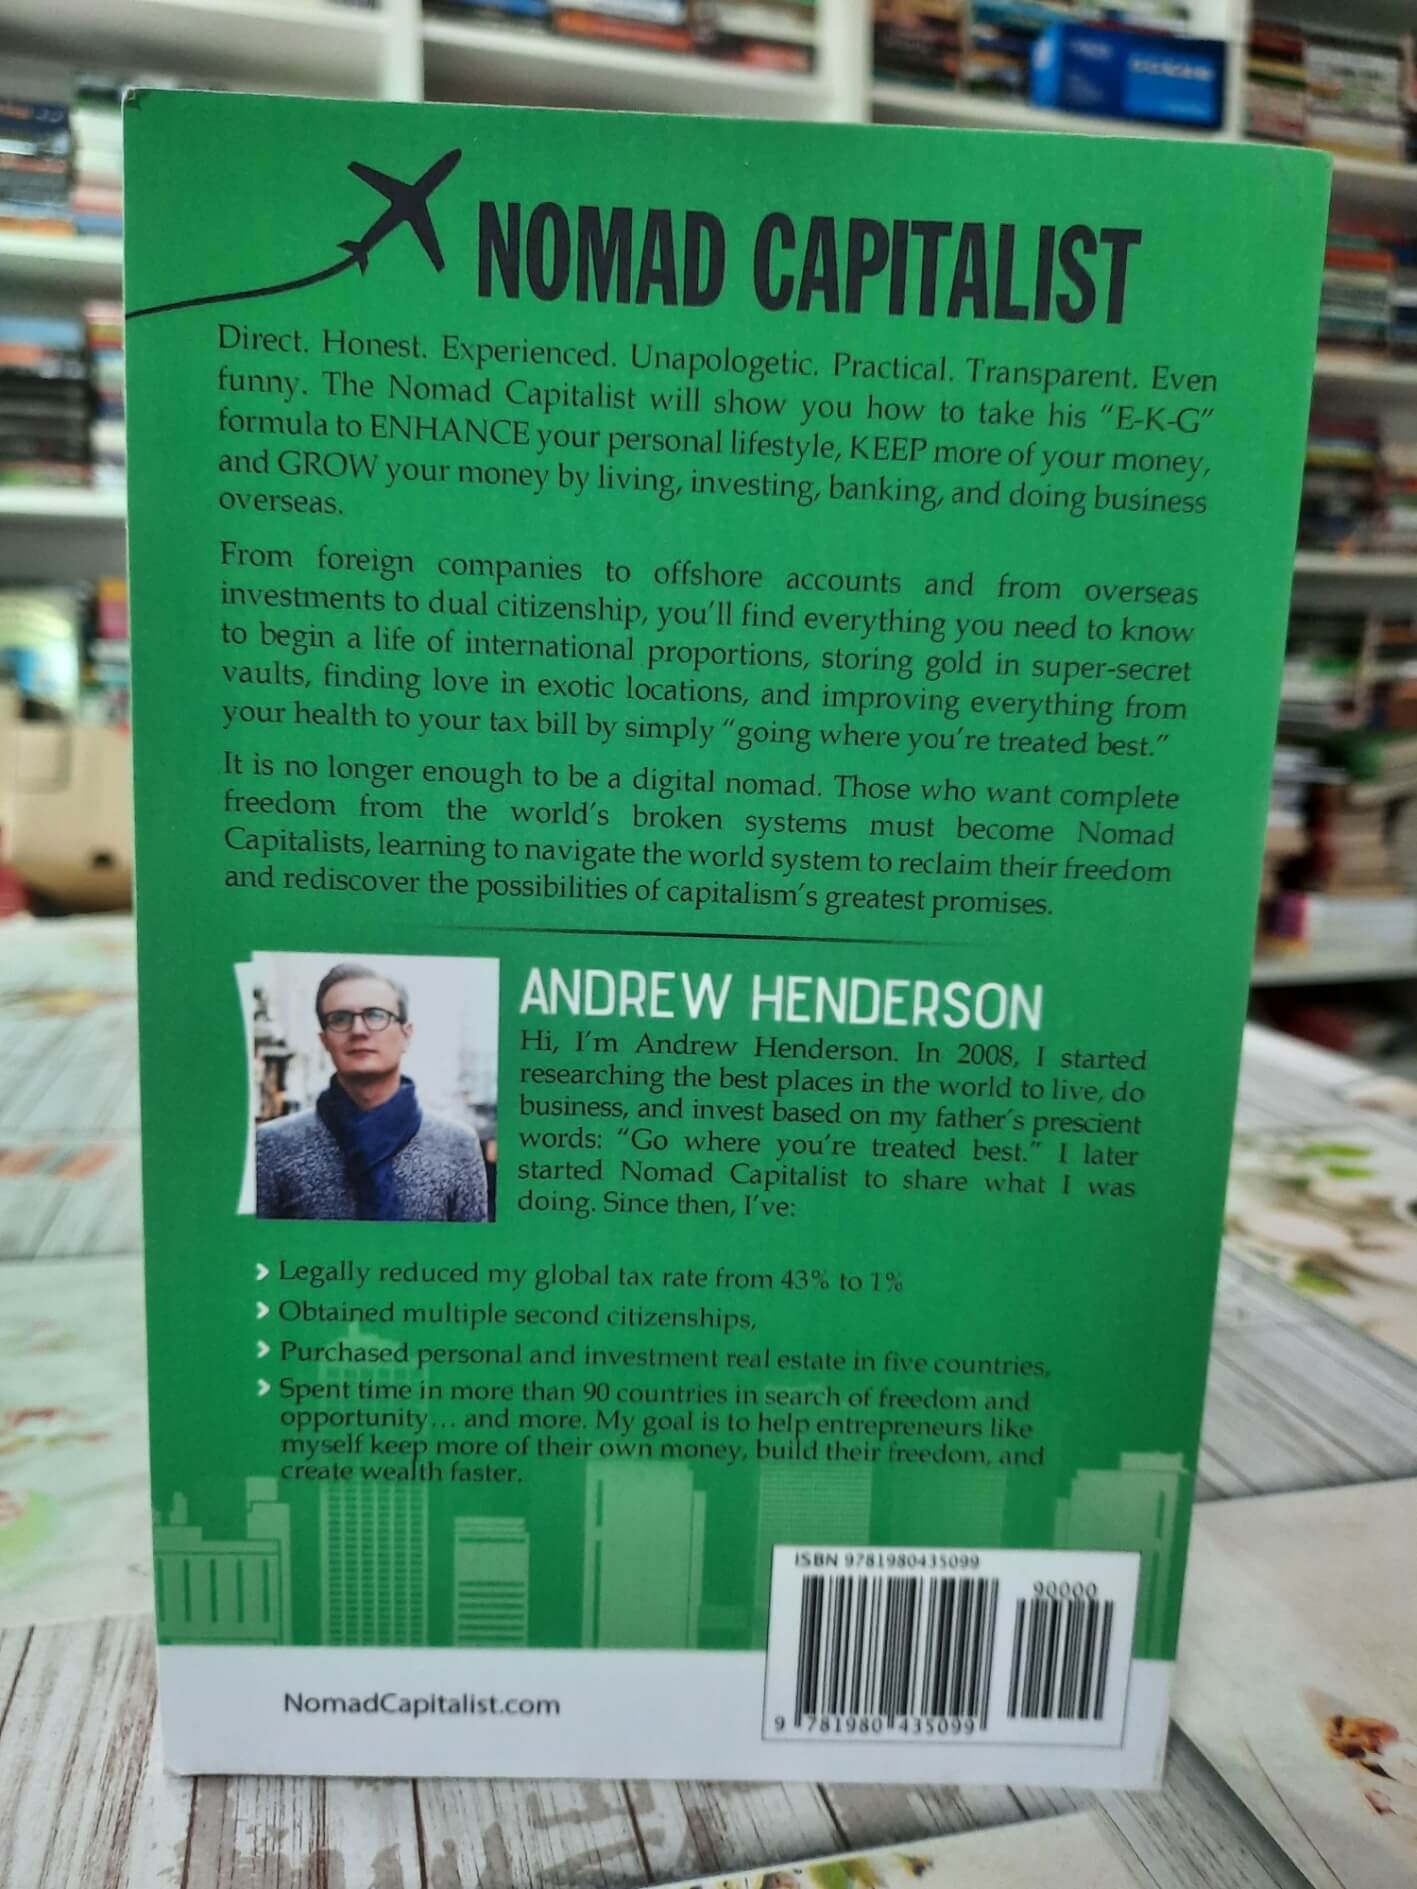 NOMAD CAPITALIST
Direct. Honest. Experienced. Unapologetic. Practical. Transparent. Even
funny. The Nomad Capitalist will show you how to take his “E-K-G”
formula to ENHANCE your personal lifestyle, KEEP more of your money,
and GROW your money by living, investing, banking, and doing business
overseas.
From foreign companies to offshore accounts and from overseas
investments to dual citizenship, you’ll find everything you need to know
to begin a life of international proportions, storing gold in super-secret
vaults, finding love in exotic locations, and improving everything from
your health to your tax bill by simply “going where you’re treated best.”
It is no longer enough to be a digital nomad. Those who want complete
freedom from the world’s broken systems must become Nomad
Capitalists, learning to navigate the world system to reclaim their freedom
and rediscover the possibilities of capitalism’s greatest promises.
ANDREW HENDERSON
Hi, I’m Andrew Henderson. In 2008, I started
researching the best places in the world to live, do
business, and invest based on my father’s prescient
words: “Go where you’re treated best.” I later
started Nomad Capitalist to share what I was
doing. Since then, I’ve:
Legally reduced my global tax rate from 43% to 1%
Obtained multiple second citizenships,
Purchased personal and investment real estate in five countries,
Spent time in more than 90 countries in search of freedom and
opportunity... and more. My goal is to help entrepreneurs like
myself keep more of their own money, build their freedom, and
create wealth faster.
ISBN 9781980435099
90000
9 781980 435099
NomadCapitalist.com